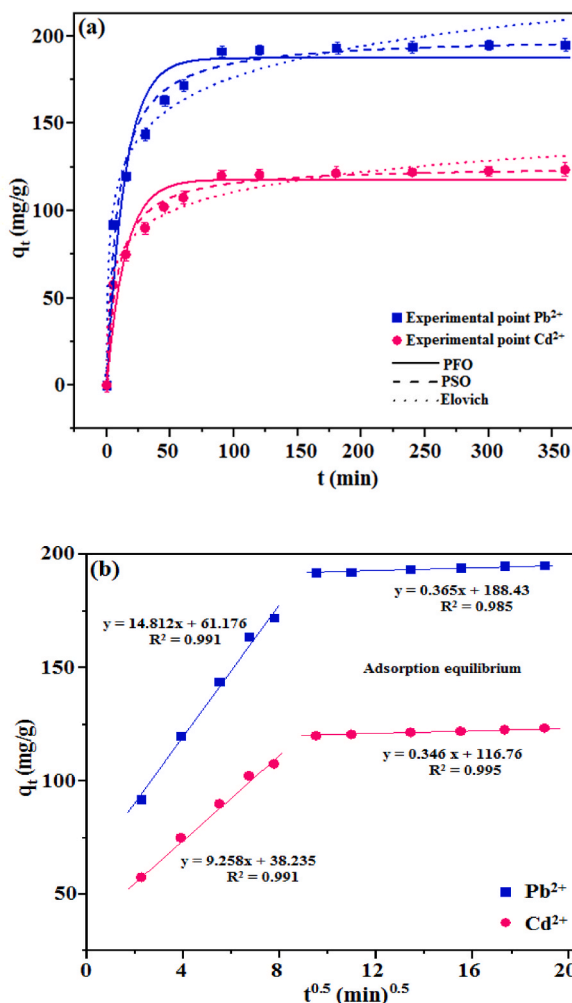 (a)
200
150
100
50
0
q_t (mg/g)
Experimental point Pb²⁺
Experimental point Cd²⁺
PFO
PSO
Elovich
0 50 100 150 200 250 300 350
t (min)
(b)
200
150
100
50
q_t (mg/g)
y = 14.812x + 61.176
R² = 0.991
y = 0.365x + 188.43
R² = 0.985
Adsorption equilibrium
y = 0.346 x + 116.76
R² = 0.995
y = 9.258x + 38.235
R² = 0.991
Pb²⁺
Cd²⁺
0 4 8 12 16 20
t^0.5 (min)^0.5